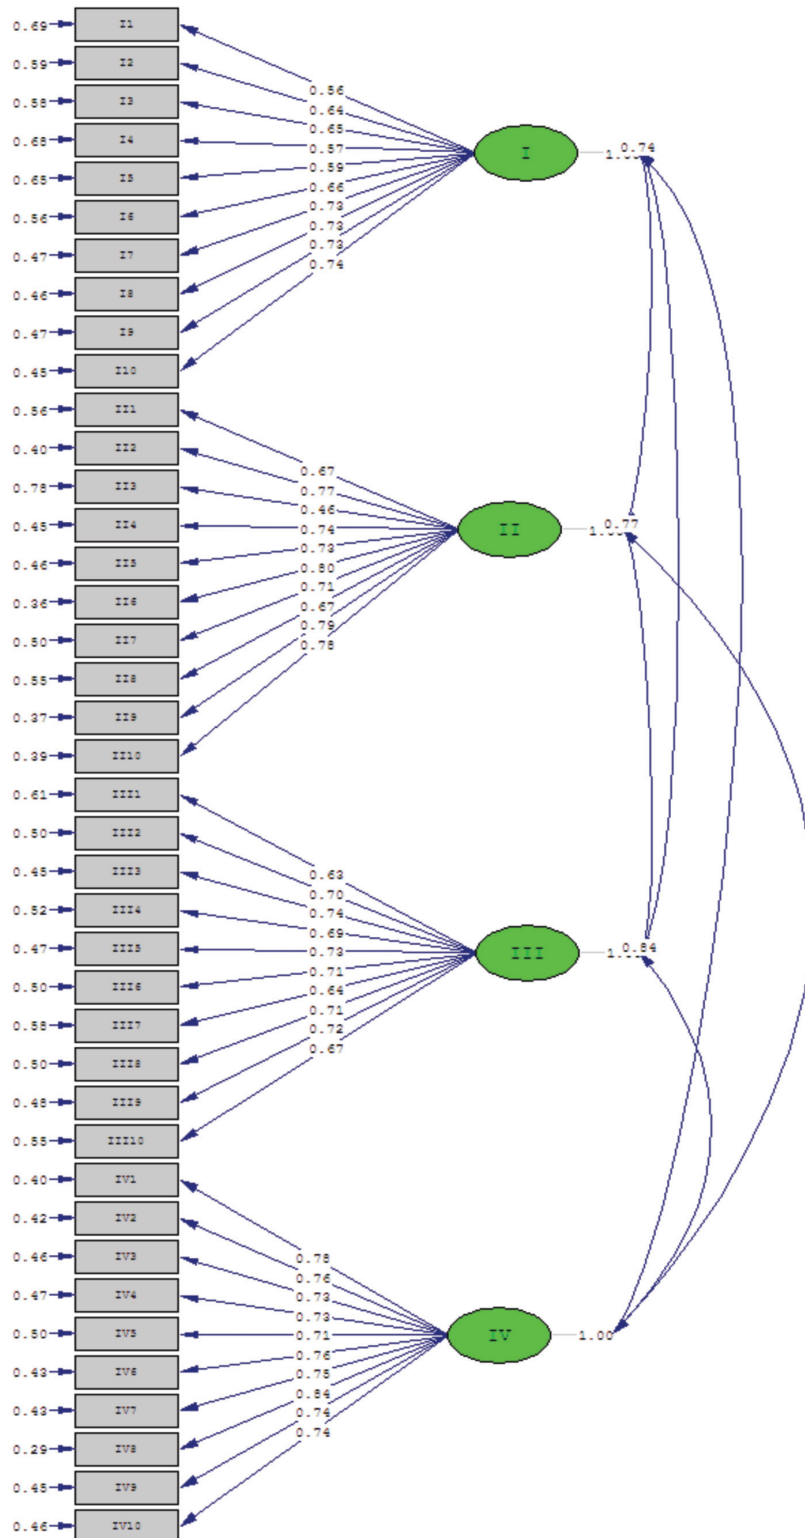 0.69 I1
0.59 I2
0.58 I3
0.68 I4
0.65 I5
0.56 I6
0.47 I7
0.46 I8
0.47 I9
0.45 I10
0.56
0.64
0.65
0.57
0.59
0.66
0.73
0.73
0.73
0.74
I
0.74
0.56 II1
0.40 II2
0.78 II3
0.45 II4
0.46 II5
0.36 II6
0.50 II7
0.55 II8
0.37 II9
0.39 II10
0.67
0.77
0.46
0.74
0.73
0.80
0.71
0.67
0.79
0.78
II
0.77
0.61 III1
0.50 III2
0.45 III3
0.52 III4
0.47 III5
0.50 III6
0.58 III7
0.50 III8
0.48 III9
0.55 III10
0.63
0.70
0.74
0.69
0.73
0.71
0.64
0.71
0.72
0.67
III
0.84
0.40 IV1
0.42 IV2
0.46 IV3
0.47 IV4
0.50 IV5
0.43 IV6
0.43 IV7
0.29 IV8
0.45 IV9
0.46 IV10
0.78
0.76
0.73
0.73
0.71
0.76
0.75
0.84
0.74
0.74
IV
1.00